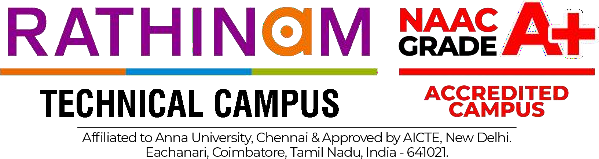 RATHINAM
TECHNICAL CAMPUS
NAAC
GRADE A+
ACCREDITED
CAMPUS
Affiliated to Anna University, Chennai & Approved by AICTE, New Delhi.
Eachanari, Coimbatore, Tamil Nadu, India - 641021.